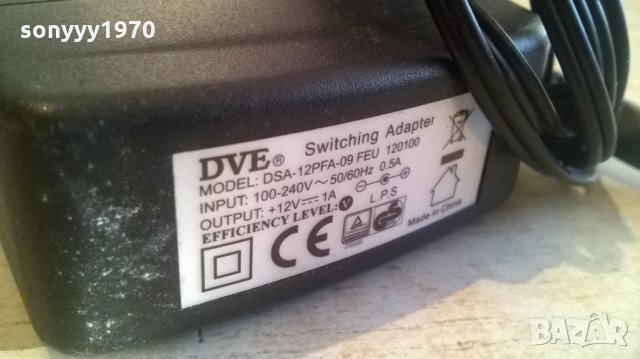 sonyyy1970
DVE® Switching Adapter
MODEL: DSA-12PFA-09 FEU 120100
INPUT: 100-240V~50/60Hz 0.5A
OUTPUT: +12V⎓1A
EFFICIENCY LEVEL: V
L.P.S
CE
Made in China
BAZAR